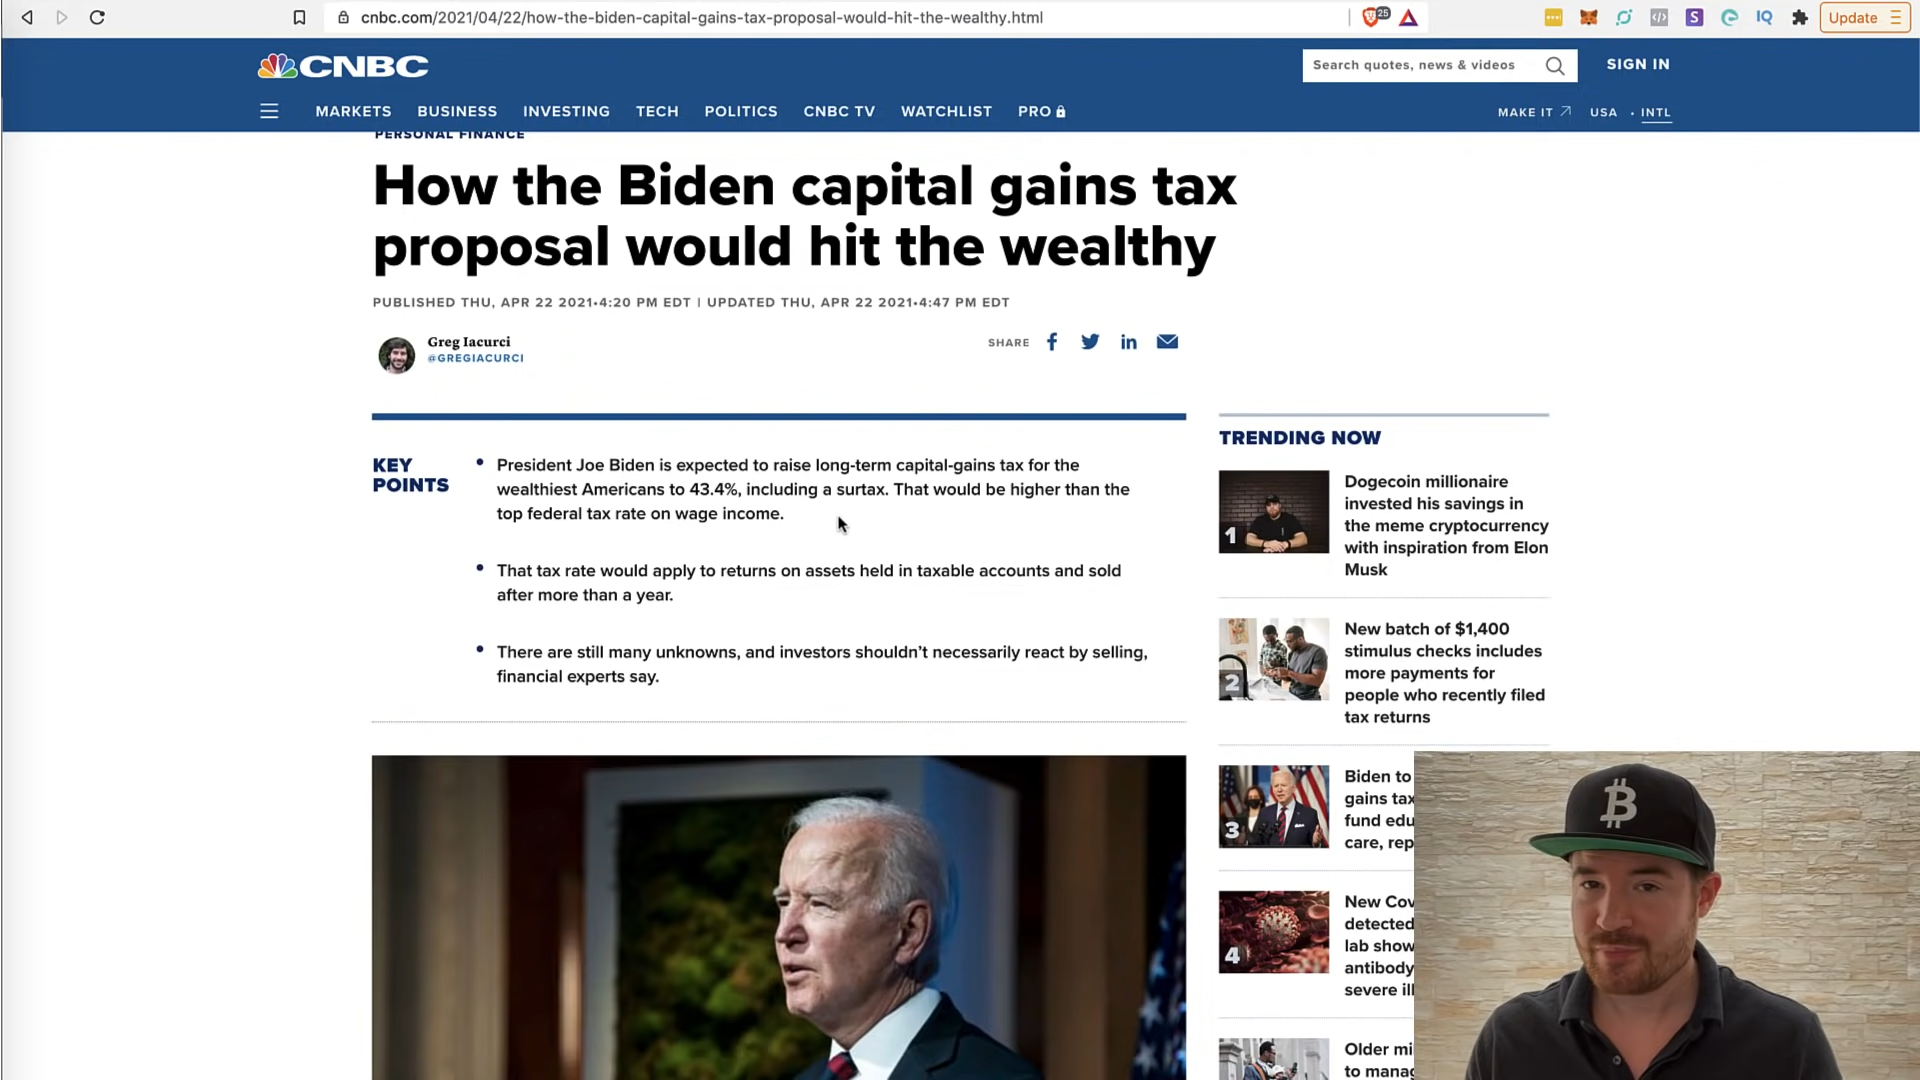 cnbc.com/2021/04/22/how-the-biden-capital-gains-tax-proposal-would-hit-the-wealthy.html
25
S
IQ
Update
CNBC
Search quotes, news & videos
SIGN IN
MARKETS BUSINESS INVESTING TECH POLITICS CNBC TV WATCHLIST PRO
MAKE IT USA • INTL
PERSONAL FINANCE
How the Biden capital gains tax
proposal would hit the wealthy
PUBLISHED THU, APR 22 2021•4:20 PM EDT | UPDATED THU, APR 22 2021•4:47 PM EDT
Greg Iacurci
@GREGIACURCI
SHARE
KEY
POINTS
• President Joe Biden is expected to raise long-term capital-gains tax for the
wealthiest Americans to 43.4%, including a surtax. That would be higher than the
top federal tax rate on wage income.
• That tax rate would apply to returns on assets held in taxable accounts and sold
after more than a year.
• There are still many unknowns, and investors shouldn’t necessarily react by selling,
financial experts say.
TRENDING NOW
1
Dogecoin millionaire
invested his savings in
the meme cryptocurrency
with inspiration from Elon
Musk
2
New batch of $1,400
stimulus checks includes
more payments for
people who recently filed
tax returns
3
Biden to
gains tax
fund edu
care, rep
4
New Cov
detected
lab show
antibody
severe ill
Older mi
to manag